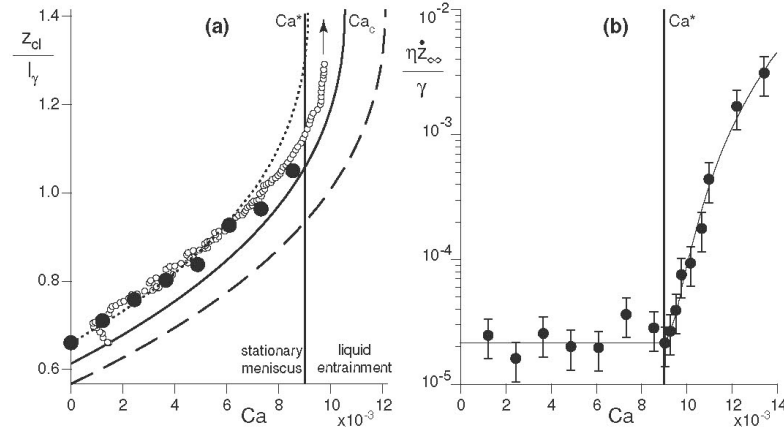 (a)
Ca*
Ca_c
z_cl
l_γ
1.4
1.2
1.0
0.8
0.6
stationary
meniscus
liquid
entrainment
0 2 4 6 8 10 12
Ca
x10⁻³
(b)
Ca*
ηż_∞
γ
10⁻²
10⁻³
10⁻⁴
10⁻⁵
0 2 4 6 8 10 12 14
Ca
x10⁻³